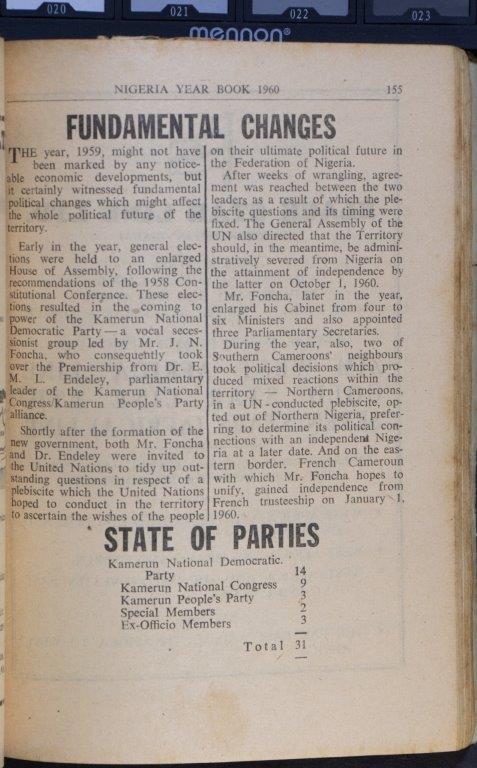 020
021
022
023
mennon®
NIGERIA YEAR BOOK 1960
155
FUNDAMENTAL CHANGES
THE year, 1959, might not have
been marked by any notice-
able economic developments, but
it certainly witnessed fundamental
political changes which might affect
the whole political future of the
territory.
Early in the year, general elec-
tions were held to an enlarged
House of Assembly, following the
recommendations of the 1958 Con-
stitutional Conference. These elec-
tions resulted in the coming to
power of the Kamerun National
Democratic Party — a vocal seces-
sionist group led by Mr. J. N.
Foncha, who consequently took
over the Premiership from Dr. E.
M. L. Endeley, parliamentary
leader of the Kamerun National
Congress/Kamerun People's Party
alliance.
Shortly after the formation of the
new government, both Mr. Foncha
and Dr. Endeley were invited to
the United Nations to tidy up out-
standing questions in respect of a
plebiscite which the United Nations
hoped to conduct in the territory
to ascertain the wishes of the people
on their ultimate political future in
the Federation of Nigeria.
After weeks of wrangling, agree-
ment was reached between the two
leaders as a result of which the ple-
biscite questions and its timing were
fixed. The General Assembly of the
UN also directed that the Territory
should, in the meantime, be admini-
stratively severed from Nigeria on
the attainment of independence by
the latter on October 1, 1960.
Mr. Foncha, later in the year,
enlarged his Cabinet from four to
six Ministers and also appointed
three Parliamentary Secretaries.
During the year, also, two of
Southern Cameroons' neighbours
took political decisions which pro-
duced mixed reactions within the
territory — Northern Cameroons,
in a UN - conducted plebiscite, op-
ted out of Northern Nigeria, prefer-
ring to determine its political con-
nections with an independent Nige-
ria at a later date. And on the eas-
tern border, French Cameroun
with which Mr. Foncha hopes to
unify, gained independence from
French trusteeship on January 1,
1960.
STATE OF PARTIES
Kamerun National Democratic.
Party 14
Kamerun National Congress 9
Kamerun People's Party 3
Special Members 2
Ex-Officio Members 3
Total 31